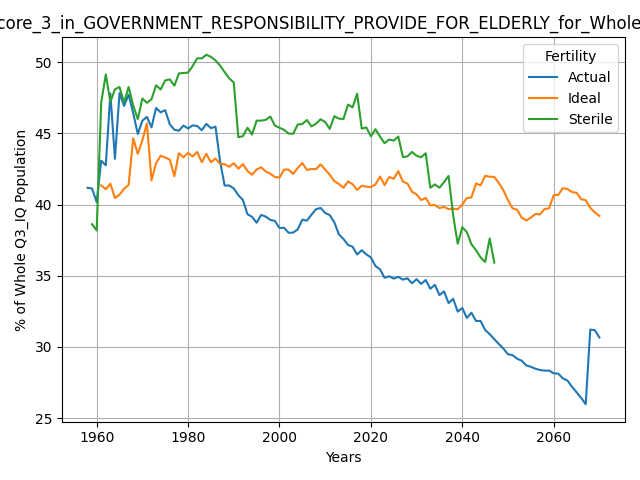 core_3_in_GOVERNMENT_RESPONSIBILITY_PROVIDE_FOR_ELDERLY_for_Whole
Fertility
Actual
Ideal
Sterile
% of Whole Q3_IQ Population
50
45
40
35
30
25
1960
1980
2000
2020
2040
2060
Years